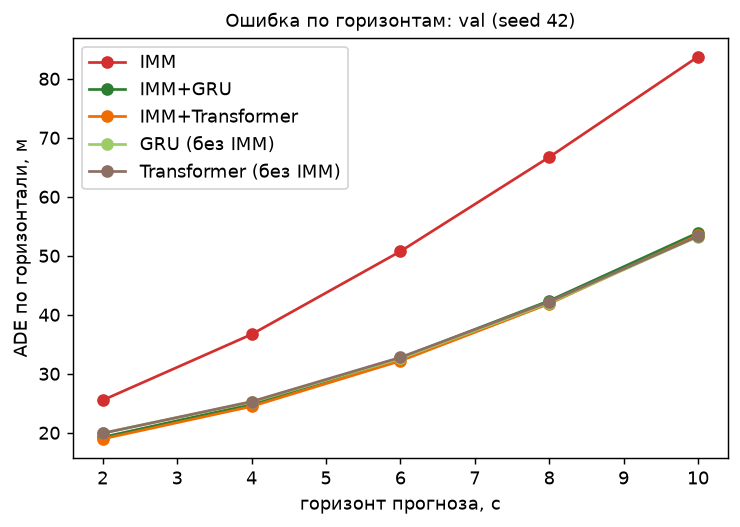 Ошибка по горизонтам: val (seed 42)
IMM
IMM+GRU
IMM+Transformer
GRU (без IMM)
Transformer (без IMM)
ADE по горизонтали, м
80
70
60
50
40
30
20
2 3 4 5 6 7 8 9 10
горизонт прогноза, с